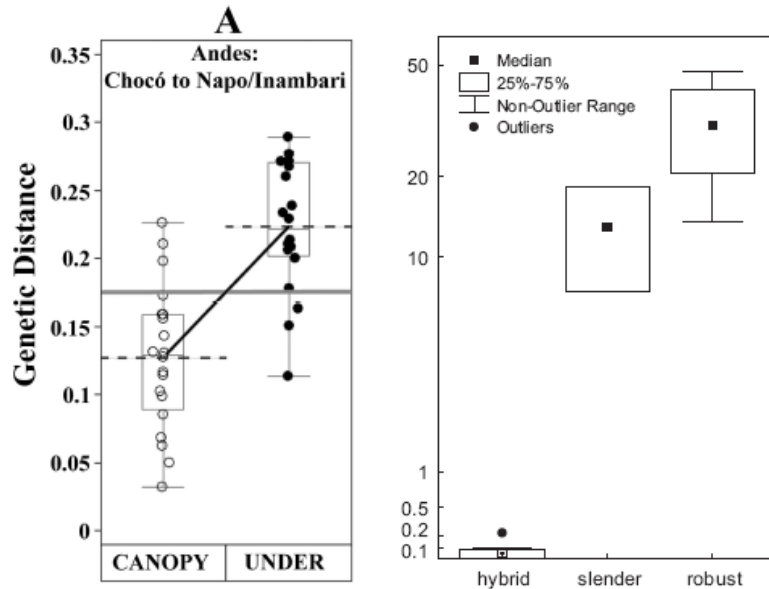 A
Andes:
Chocó to Napo/Inambari
Genetic Distance
0.35
0.3
0.25
0.2
0.15
0.1
0.05
0
CANOPY UNDER
50
20
10
1
0.5
0.2
0.1
Median
25%-75%
Non-Outlier Range
Outliers
hybrid slender robust